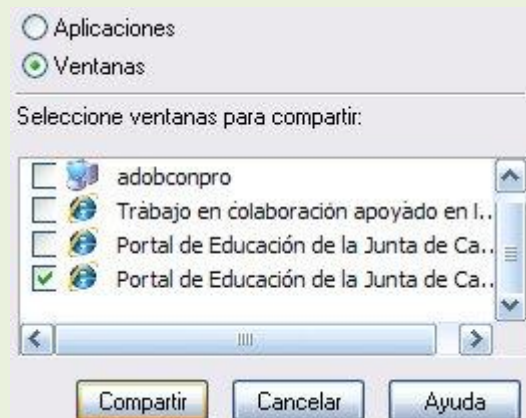 Aplicaciones
Ventanas
Seleccione ventanas para compartir:
adobconpro
Trabajo en colaboración apoyado en l..
Portal de Educación de la Junta de Ca..
Portal de Educación de la Junta de Ca..
Compartir Cancelar Ayuda